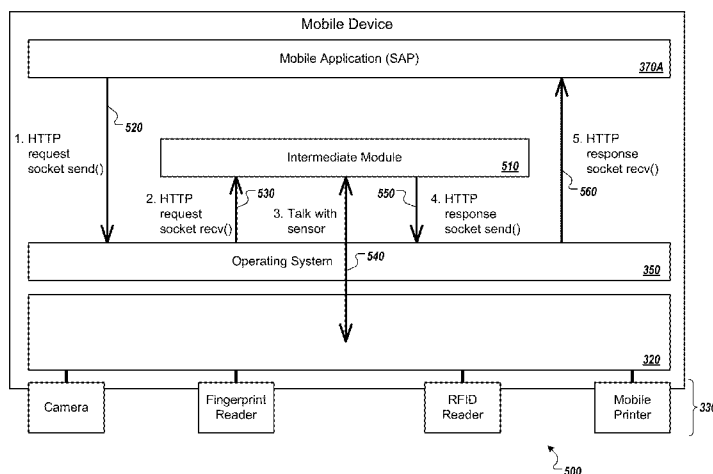 Mobile Device
Mobile Application (SAP)
370A
1. HTTP
request
socket send()
520
Intermediate Module
510
2. HTTP
request
socket recv()
530
3. Talk with
sensor
540
550
4. HTTP
response
socket send()
5. HTTP
response
socket recv()
560
Operating System
350
320
Camera
Fingerprint
Reader
RFID
Reader
Mobile
Printer
330
500